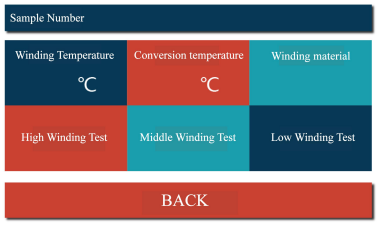 Sample Number
Winding Temperature
Conversion temperature
Winding material
℃
℃
High Winding Test
Middle Winding Test
Low Winding Test
BACK